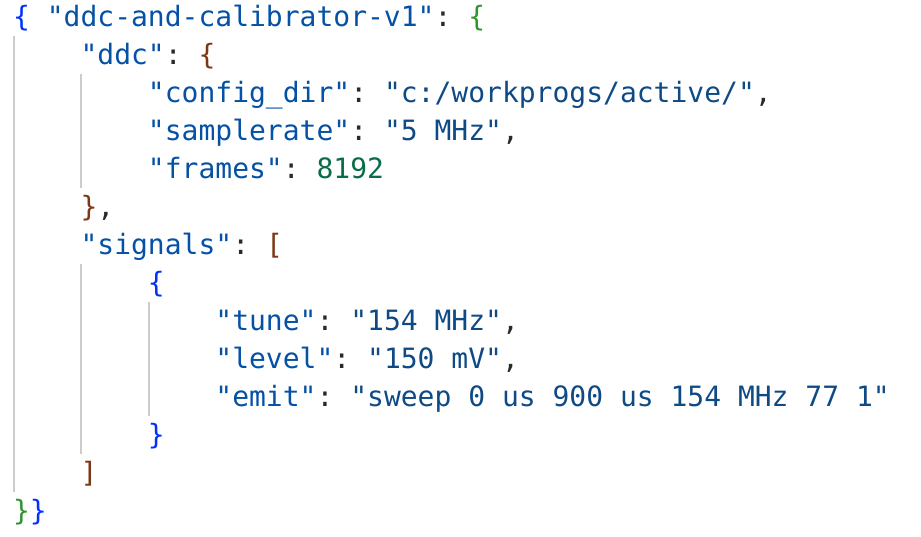 { "ddc-and-calibrator-v1": {
    "ddc": {
        "config_dir": "c:/workprogs/active/",
        "samplerate": "5 MHz",
        "frames": 8192
    },
    "signals": [
        {
            "tune": "154 MHz",
            "level": "150 mV",
            "emit": "sweep 0 us 900 us 154 MHz 77 1"
        }
    ]
}}